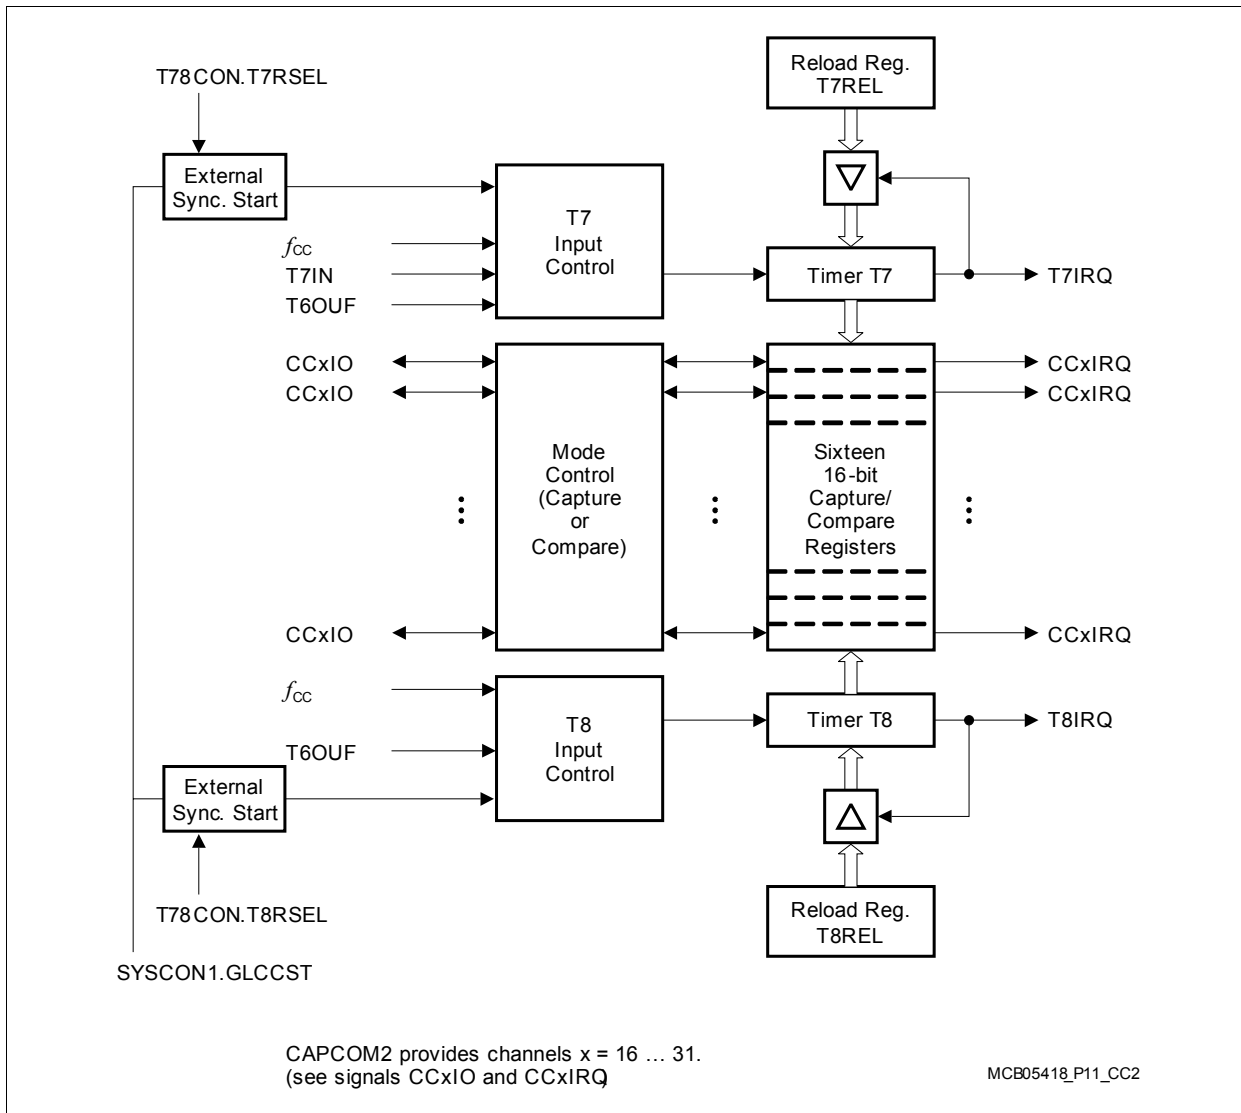 Reload Reg.
T7REL
T78CON.T7RSEL
External
Sync. Start
T7
Input
Control
fCC
T7IN
T6OUF
Timer T7
T7IRQ
CCxIO
CCxIRQ
CCxIO
CCxIRQ
Mode
Control
(Capture
or
Compare)
Sixteen
16-bit
Capture/
Compare
Registers
CCxIO
CCxIRQ
fCC
T6OUF
T8
Input
Control
Timer T8
T8IRQ
External
Sync. Start
T78CON.T8RSEL
Reload Reg.
T8REL
SYSCON1.GLCCST
CAPCOM2 provides channels x = 16 … 31.
(see signals CCxIO and CCxIRQ)
MCB05418_P11_CC2